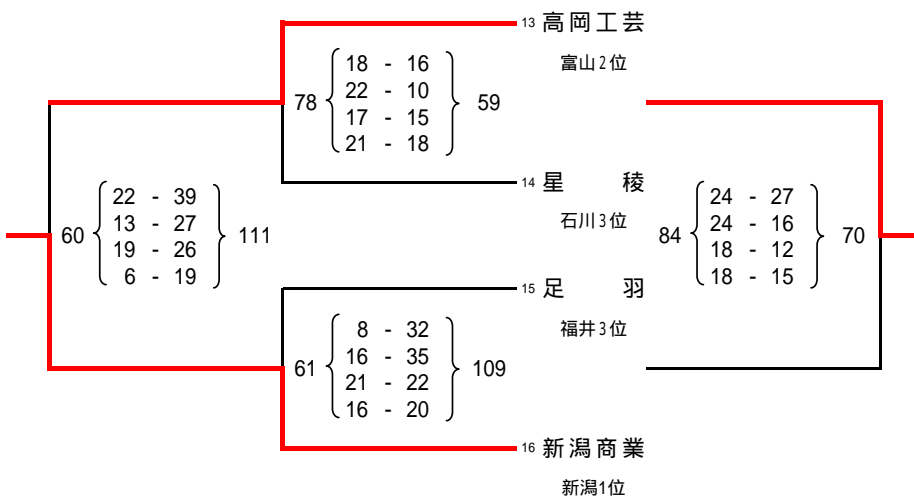 13 高岡工芸
富山2位
78 18 - 16 59
22 - 10
17 - 15
21 - 18
14 星 稜
石川3位
60 22 - 39 111
13 - 27
19 - 26
6 - 19
84 24 - 27 70
24 - 16
18 - 12
18 - 15
15 足 羽
福井3位
61 8 - 32 109
16 - 35
21 - 22
16 - 20
16 新潟商業
新潟1位